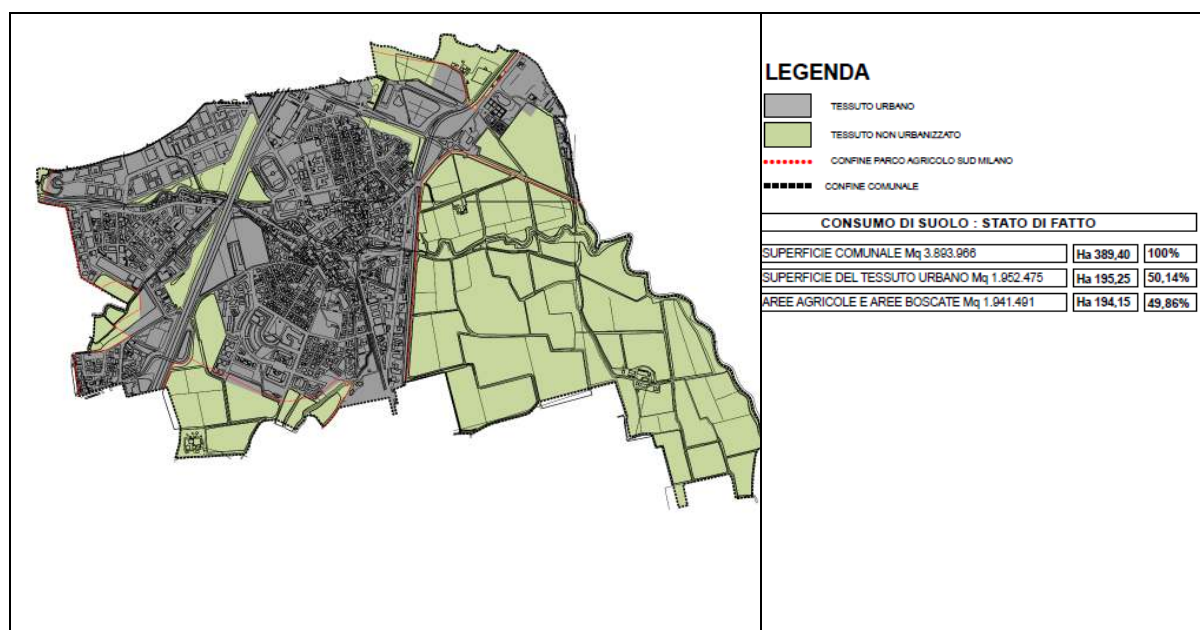 LEGENDA
TESSUTO URBANO
TESSUTO NON URBANIZZATO
CONFINE PARCO AGRICOLO SUD MILANO
CONFINE COMUNALE
CONSUMO DI SUOLO : STATO DI FATTO
SUPERFICIE COMUNALE Mq 3.893.966 Ha 389,40 100%
SUPERFICIE DEL TESSUTO URBANO Mq 1.952.475 Ha 195,25 50,14%
AREE AGRICOLE E AREE BOSCATE Mq 1.941.491 Ha 194,15 49,86%